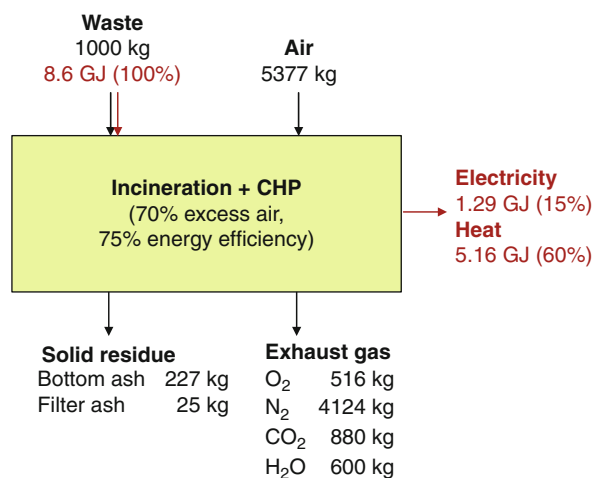 Waste
1000 kg
8.6 GJ (100%)
Air
5377 kg
Incineration + CHP
(70% excess air,
75% energy efficiency)
Electricity
1.29 GJ (15%)
Heat
5.16 GJ (60%)
Solid residue
Bottom ash 227 kg
Filter ash 25 kg
Exhaust gas
O₂ 516 kg
N₂ 4124 kg
CO₂ 880 kg
H₂O 600 kg